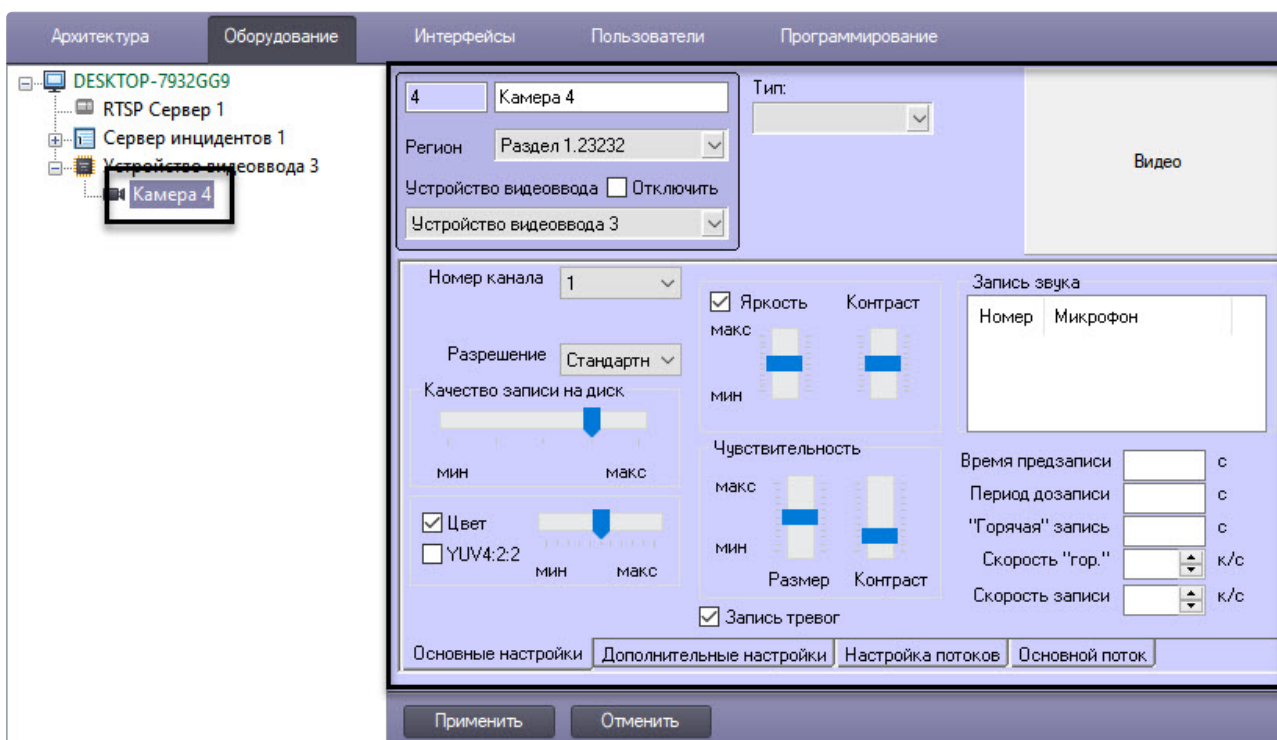 Архитектура Оборудование Интерфейсы Пользователи Программирование
DESKTOP-7932GG9
RTSP Сервер 1
Сервер инцидентов 1
Устройство видеоввода 3
Камера 4
4 Камера 4
Регион Раздел 1.23232
Устройство видеоввода Отключить
Устройство видеоввода 3
Тип:
Видео
Номер канала 1
Разрешение Стандартн
Качество записи на диск
мин макс
Цвет
YUV4:2:2
мин макс
Яркость Контраст
макс
мин
Чувствительность
макс
мин
Размер Контраст
Запись тревог
Запись звука
Номер Микрофон
Время предзаписи с
Период дозаписи с
"Горячая" запись с
Скорость "гор." к/с
Скорость записи к/с
Основные настройки Дополнительные настройки Настройка потоков Основной поток
Применить Отменить